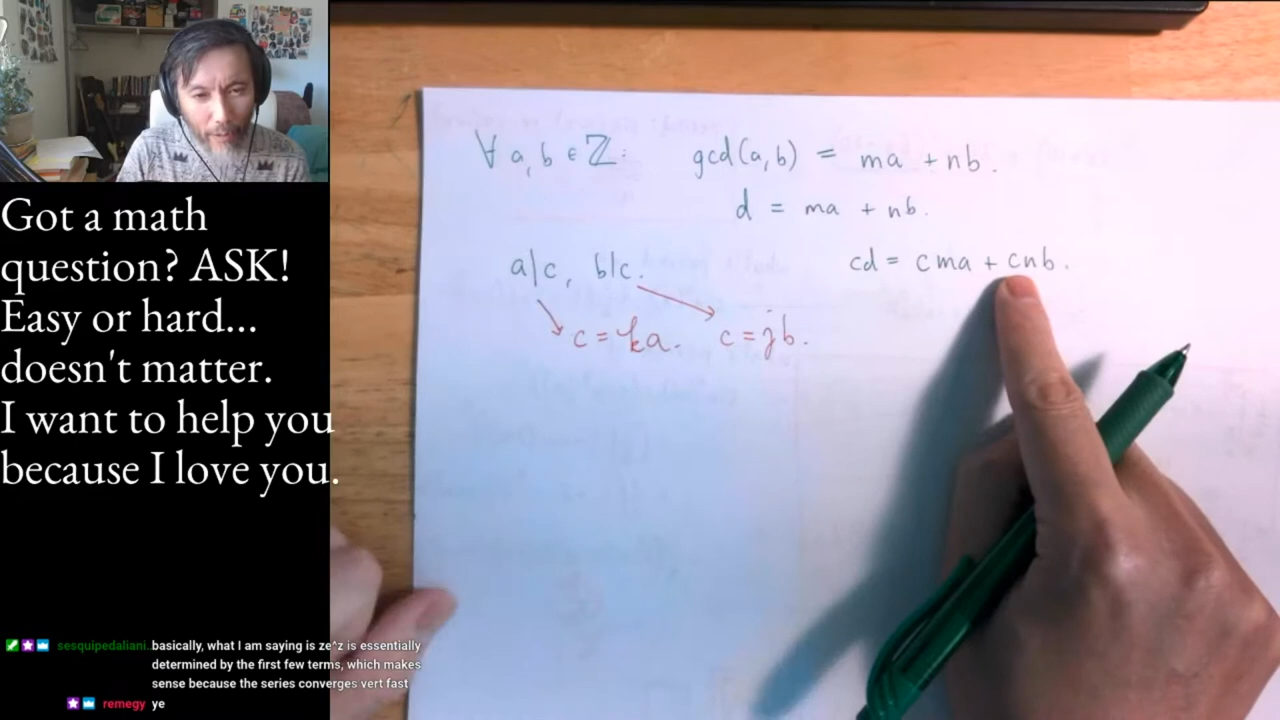 Got a math
question? ASK!
Easy or hard...
doesn't matter.
I want to help you
because I love you.
sesquipedaliani.. basically, what I am saying is ze^z is essentially
determined by the first few terms, which makes
sense because the series converges vert fast
remegy ye
∀ a, b ∈ ℤ: gcd(a, b) = ma + nb.
d = ma + nb.
a|c, b|c. cd = cma + cnb.
c = ka. c = jb.